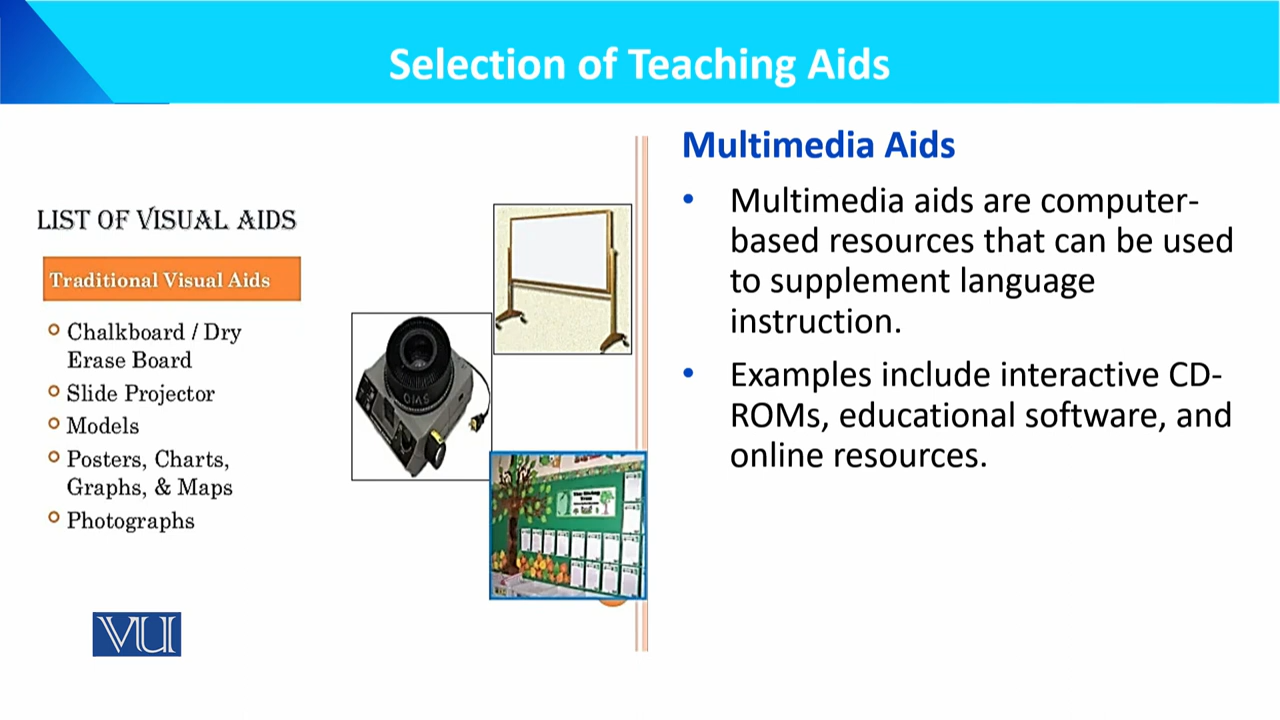 Selection of Teaching Aids
LIST OF VISUAL AIDS
Traditional Visual Aids
Chalkboard / Dry
Erase Board
Slide Projector
Models
Posters, Charts,
Graphs, & Maps
Photographs
VU
Multimedia Aids
• Multimedia aids are computer-
based resources that can be used
to supplement language
instruction.
• Examples include interactive CD-
ROMs, educational software, and
online resources.